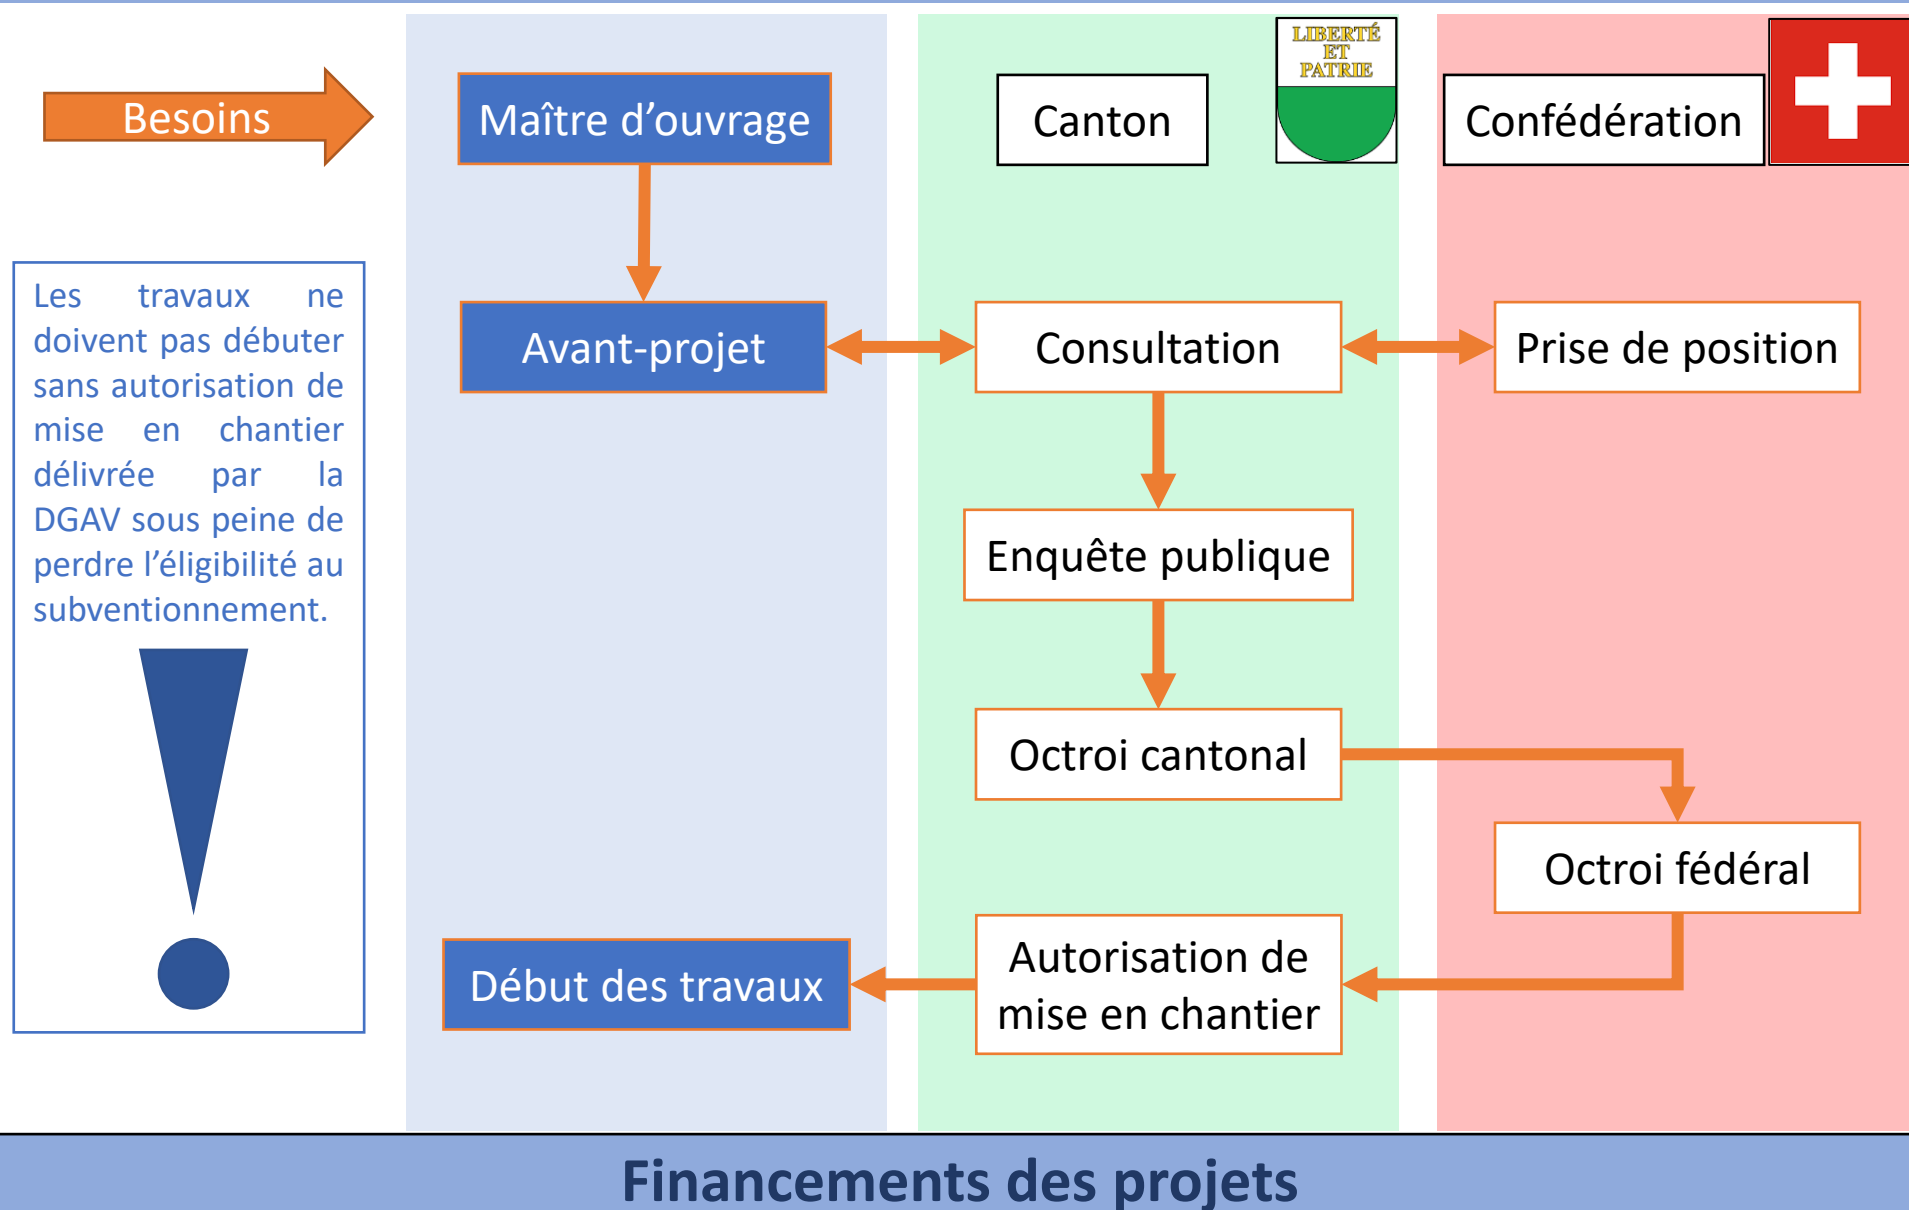 Besoins
Maître d’ouvrage
Canton
LIBERTÉ
ET
PATRIE
Confédération
Les travaux ne
doivent pas débuter
sans autorisation de
mise en chantier
délivrée par la
DGAV sous peine de
perdre l’éligibilité au
subventionnement.
Avant-projet
Consultation
Prise de position
Enquête publique
Octroi cantonal
Octroi fédéral
Début des travaux
Autorisation de
mise en chantier
Financements des projets